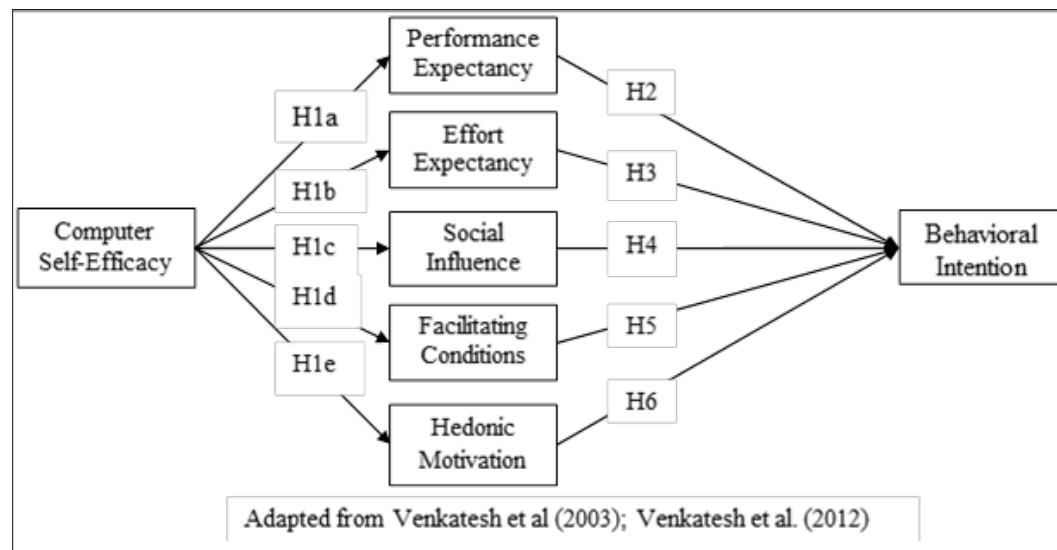 Performance
Expectancy
H2
H1a
Effort
Expectancy
H3
H1b
Computer
Self-Efficacy
H1c
Social
Influence
H4
Behavioral
Intention
H1d
Facilitating
Conditions
H5
H1e
H6
Hedonic
Motivation
Adapted from Venkatesh et al (2003); Venkatesh et al. (2012)